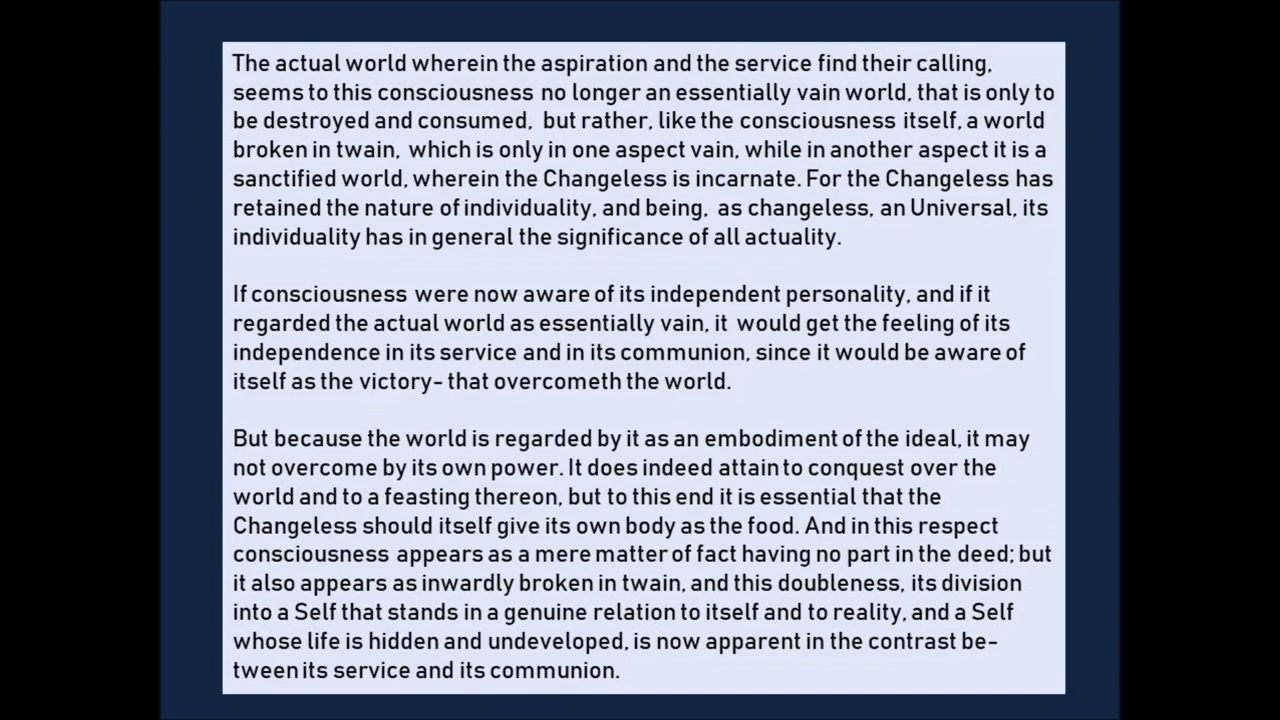 The actual world wherein the aspiration and the service find their calling,
seems to this consciousness no longer an essentially vain world, that is only to
be destroyed and consumed, but rather, like the consciousness itself, a world
broken in twain, which is only in one aspect vain, while in another aspect it is a
sanctified world, wherein the Changeless is incarnate. For the Changeless has
retained the nature of individuality, and being, as changeless, an Universal, its
individuality has in general the significance of all actuality.
If consciousness were now aware of its independent personality, and if it
regarded the actual world as essentially vain, it would get the feeling of its
independence in its service and in its communion, since it would be aware of
itself as the victory- that overcometh the world.
But because the world is regarded by it as an embodiment of the ideal, it may
not overcome by its own power. It does indeed attain to conquest over the
world and to a feasting thereon, but to this end it is essential that the
Changeless should itself give its own body as the food. And in this respect
consciousness appears as a mere matter of fact having no part in the deed; but
it also appears as inwardly broken in twain, and this doubleness, its division
into a Self that stands in a genuine relation to itself and to reality, and a Self
whose life is hidden and undeveloped, is now apparent in the contrast be-
tween its service and its communion.